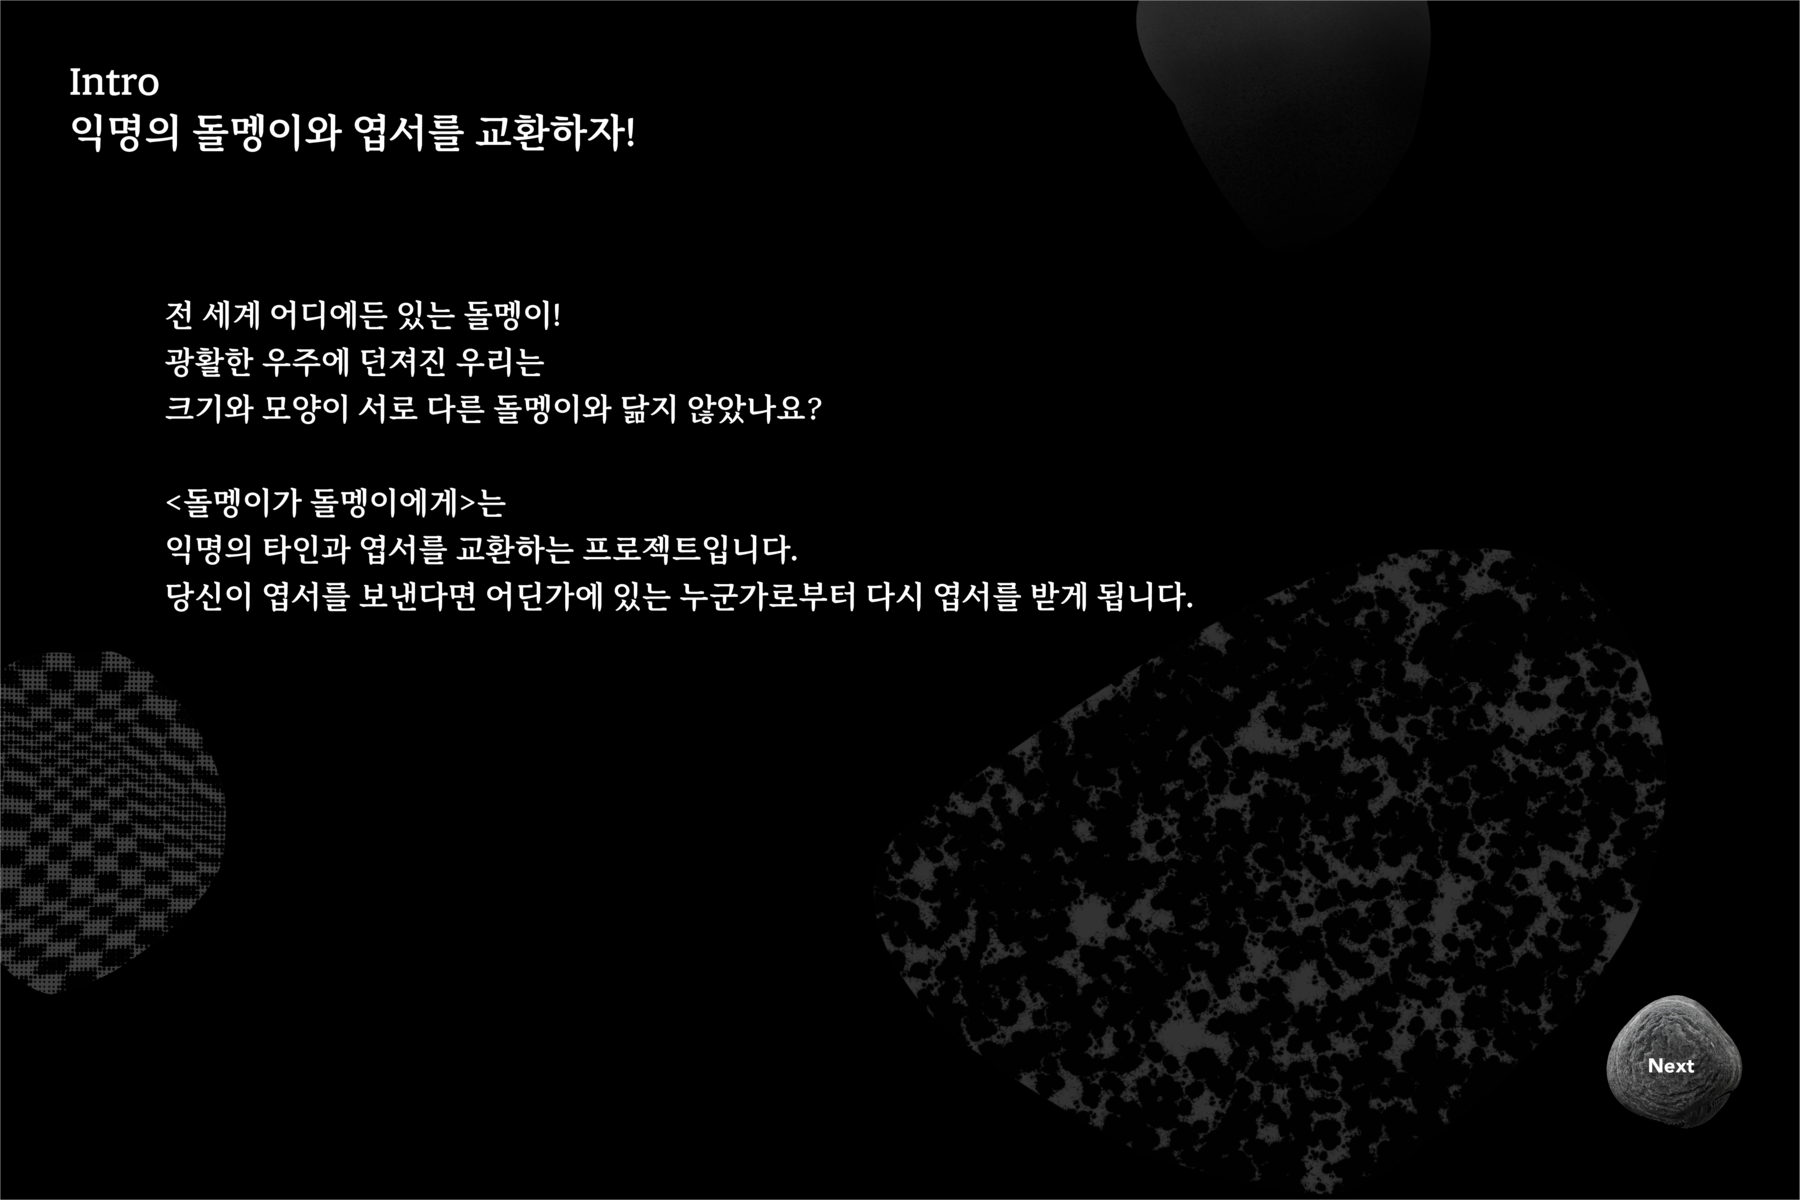 Intro
익명의 돌멩이와 엽서를 교환하자!
전 세계 어디에든 있는 돌멩이!
광활한 우주에 던져진 우리는
크기와 모양이 서로 다른 돌멩이와 닮지 않았나요?
<돌멩이가 돌멩이에게>는
익명의 타인과 엽서를 교환하는 프로젝트입니다.
당신이 엽서를 보낸다면 어딘가에 있는 누군가로부터 다시 엽서를 받게 됩니다.
Next